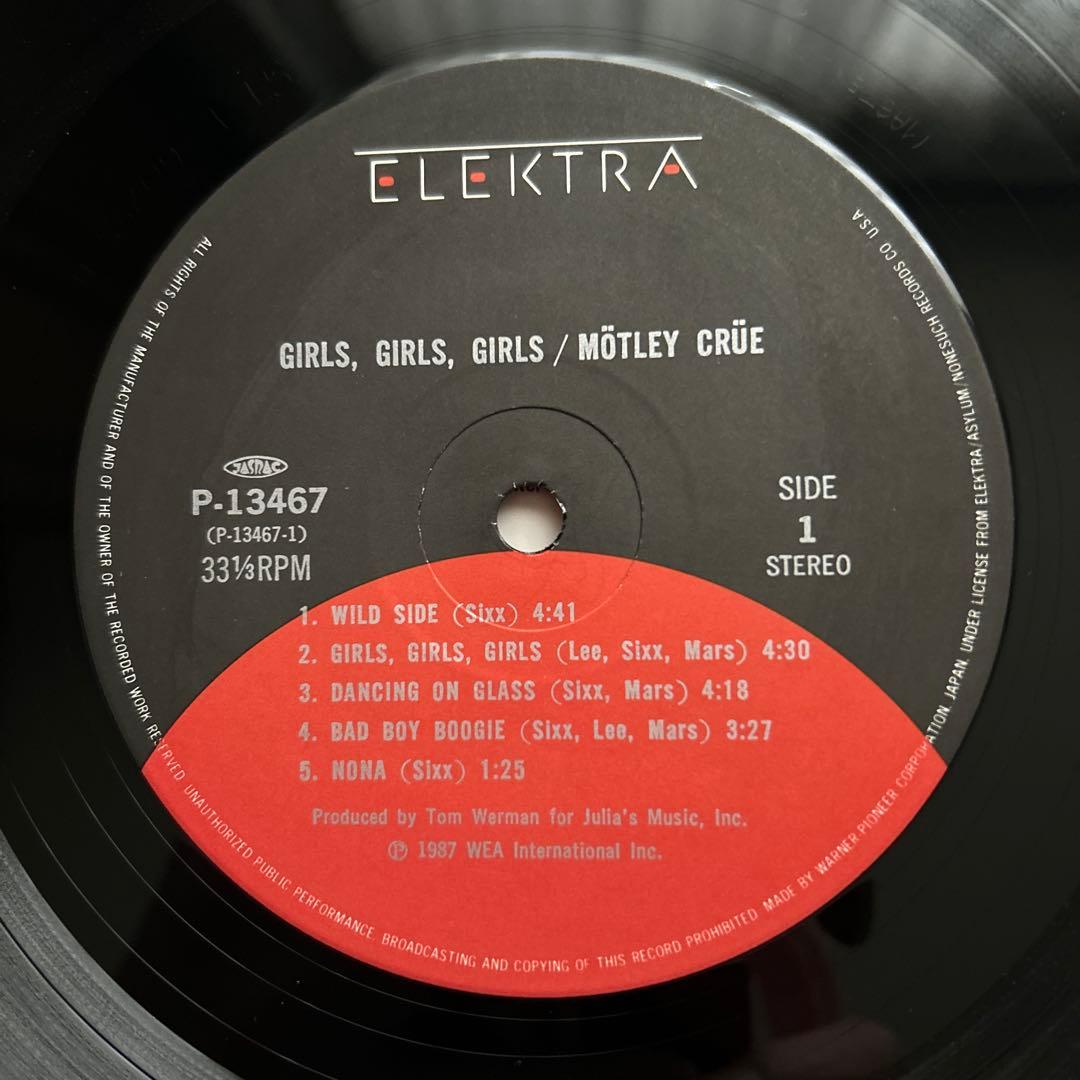 ELEKTRA
GIRLS, GIRLS, GIRLS / MÖTLEY CRÜE
JASRAC
P-13467
(P-13467-1)
33⅓RPM
SIDE
1
STEREO
1. WILD SIDE (Sixx) 4:41
2. GIRLS, GIRLS, GIRLS (Lee, Sixx, Mars) 4:30
3. DANCING ON GLASS (Sixx, Mars) 4:18
4. BAD BOY BOOGIE (Sixx, Lee, Mars) 3:27
5. NONA (Sixx) 1:25
Produced by Tom Werman for Julia's Music, Inc.
Ⓟ 1987 WEA International Inc.
ALL RIGHTS OF THE MANUFACTURER AND OF THE OWNER OF THE RECORDED WORK RESERVED. UNAUTHORIZED PUBLIC PERFORMANCE. BROADCASTING AND COPYING OF THIS RECORD PROHIBITED MADE BY WARNER-PIONEER CORPORATION. JAPAN. UNDER LICENSE FROM ELEKTRA/ASYLUM/NONESUCH RECORDS CO U.S.A